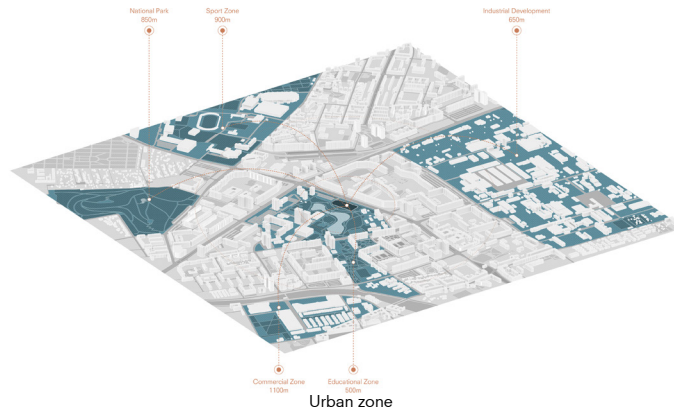 National Park
850m
Sport Zone
900m
Industrial Development
650m
Commercial Zone
1100m
Educational Zone
500m
Urban zone